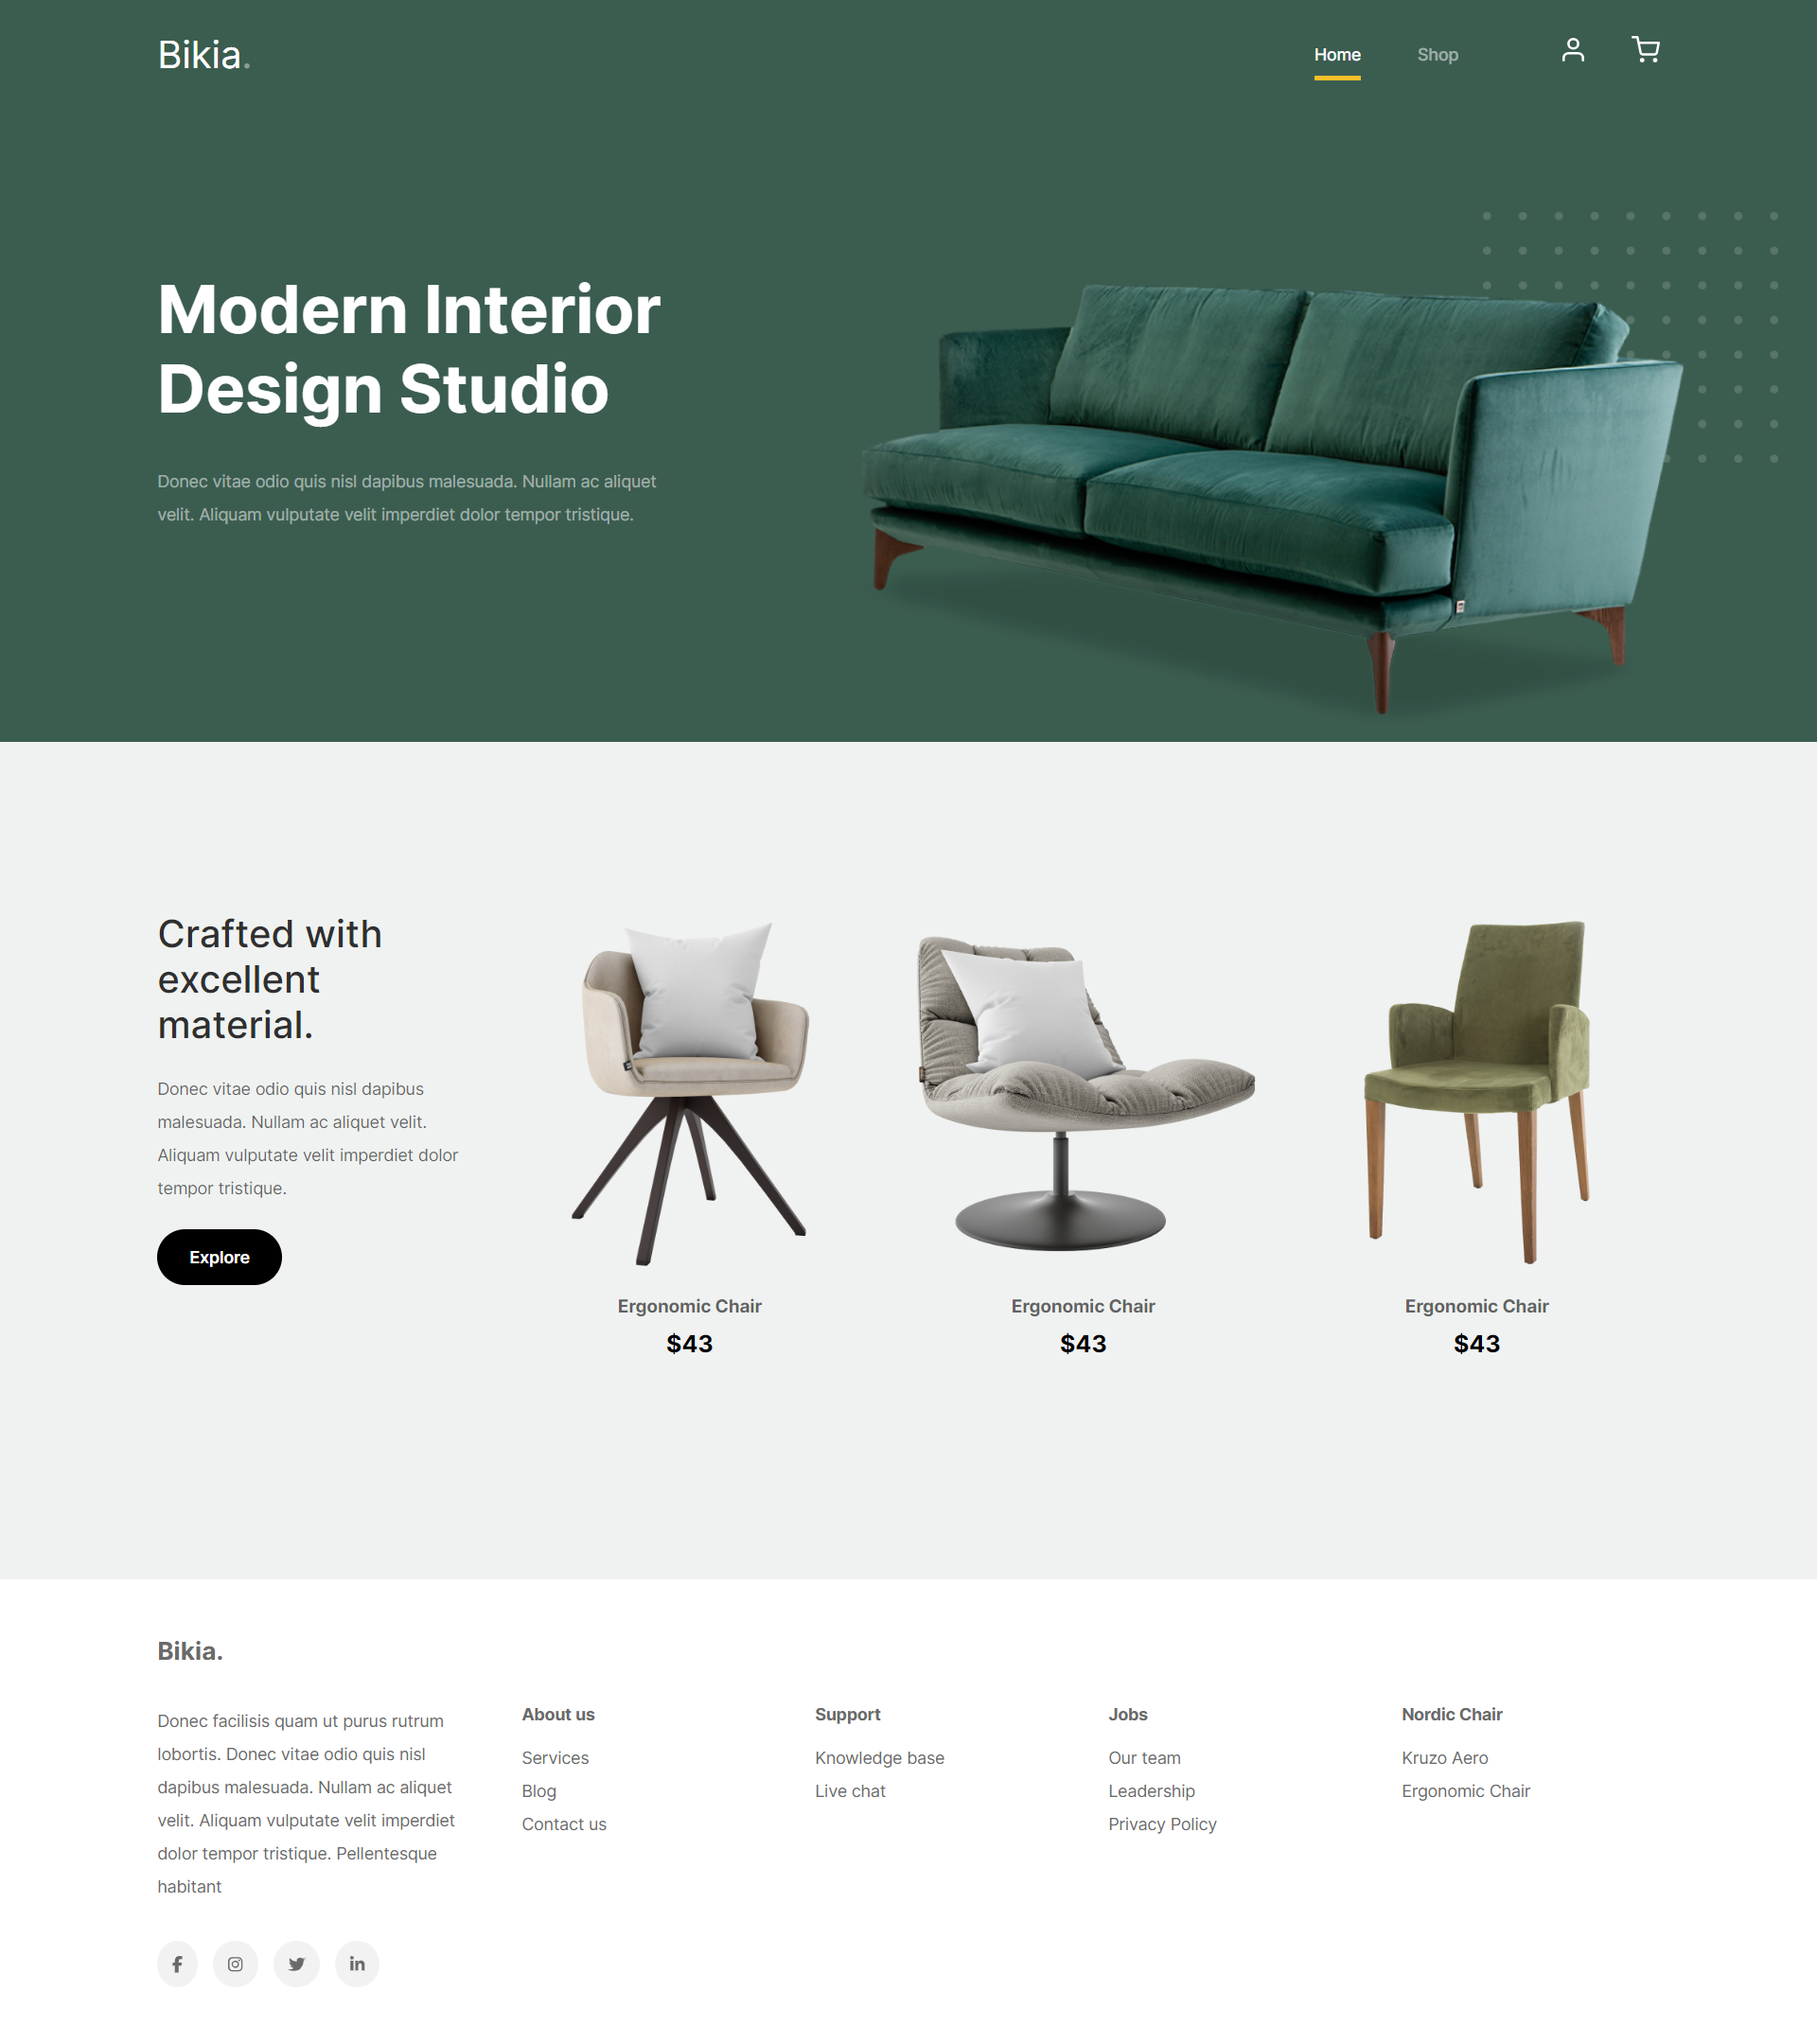 Bikia.
Home
Shop
Modern Interior
Design Studio
Donec vitae odio quis nisl dapibus malesuada. Nullam ac aliquet
velit. Aliquam vulputate velit imperdiet dolor tempor tristique.
Crafted with
excellent
material.
Donec vitae odio quis nisl dapibus
malesuada. Nullam ac aliquet velit.
Aliquam vulputate velit imperdiet dolor
tempor tristique.
Explore
Ergonomic Chair
$43
Ergonomic Chair
$43
Ergonomic Chair
$43
Bikia.
Donec facilisis quam ut purus rutrum
lobortis. Donec vitae odio quis nisl
dapibus malesuada. Nullam ac aliquet
velit. Aliquam vulputate velit imperdiet
dolor tempor tristique. Pellentesque
habitant
About us
Services
Blog
Contact us
Support
Knowledge base
Live chat
Jobs
Our team
Leadership
Privacy Policy
Nordic Chair
Kruzo Aero
Ergonomic Chair